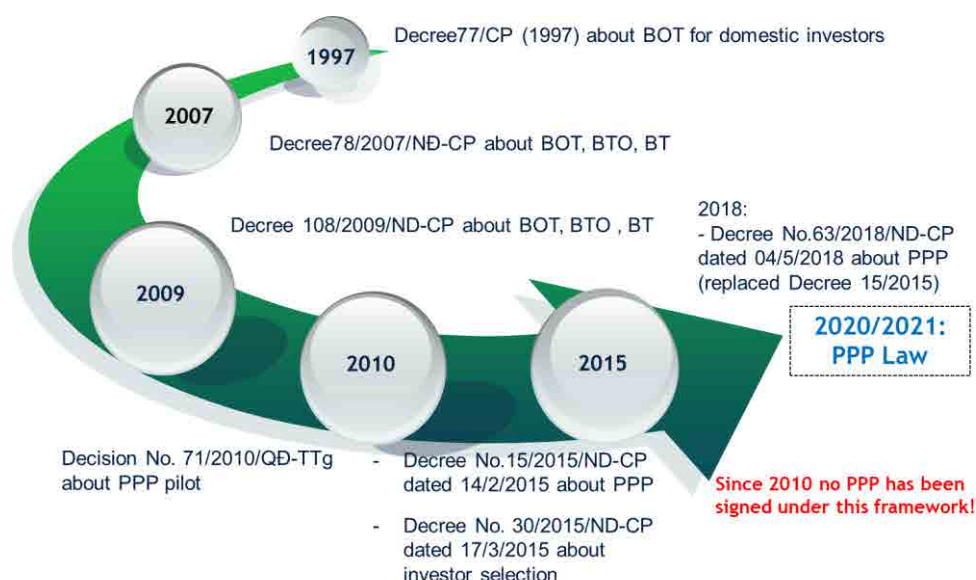 1997
Decree77/CP (1997) about BOT for domestic investors
2007
Decree78/2007/NĐ-CP about BOT, BTO, BT
Decree 108/2009/ND-CP about BOT, BTO , BT
2009
2010
2015
2018:
- Decree No.63/2018/ND-CP
dated 04/5/2018 about PPP
(replaced Decree 15/2015)
2020/2021:
PPP Law
Decision No. 71/2010/QĐ-TTg
about PPP pilot
- Decree No.15/2015/ND-CP
dated 14/2/2015 about PPP
- Decree No. 30/2015/ND-CP
dated 17/3/2015 about
investor selection
Since 2010 no PPP has been
signed under this framework!